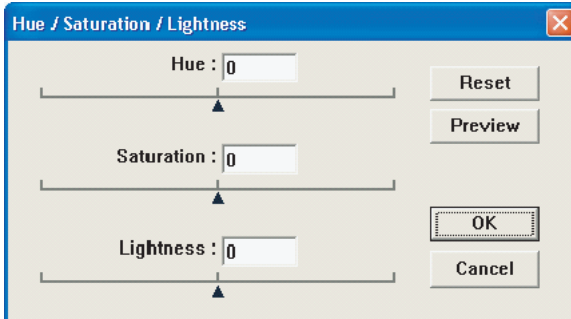 Hue / Saturation / Lightness
Hue : 0
Reset
Preview
Saturation : 0
OK
Lightness : 0
Cancel